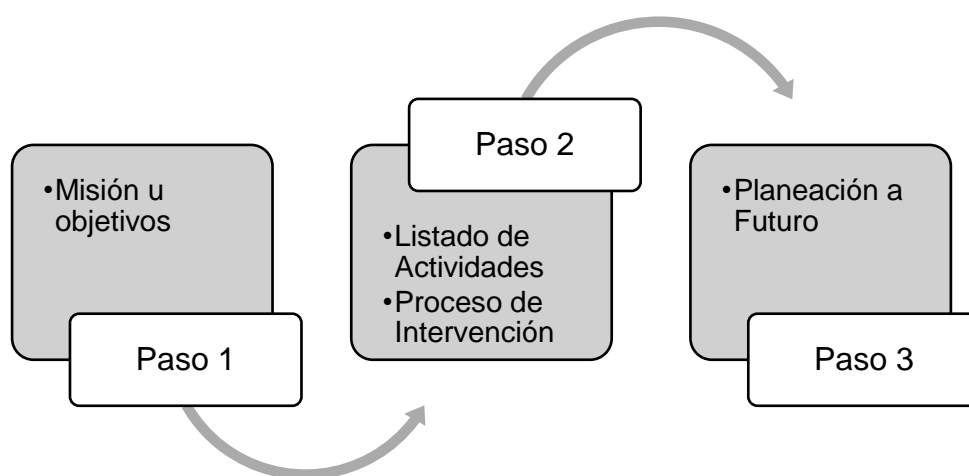 •Misión u
objetivos
Paso 1
Paso 2
•Listado de
Actividades
•Proceso de
Intervención
•Planeación a
Futuro
Paso 3